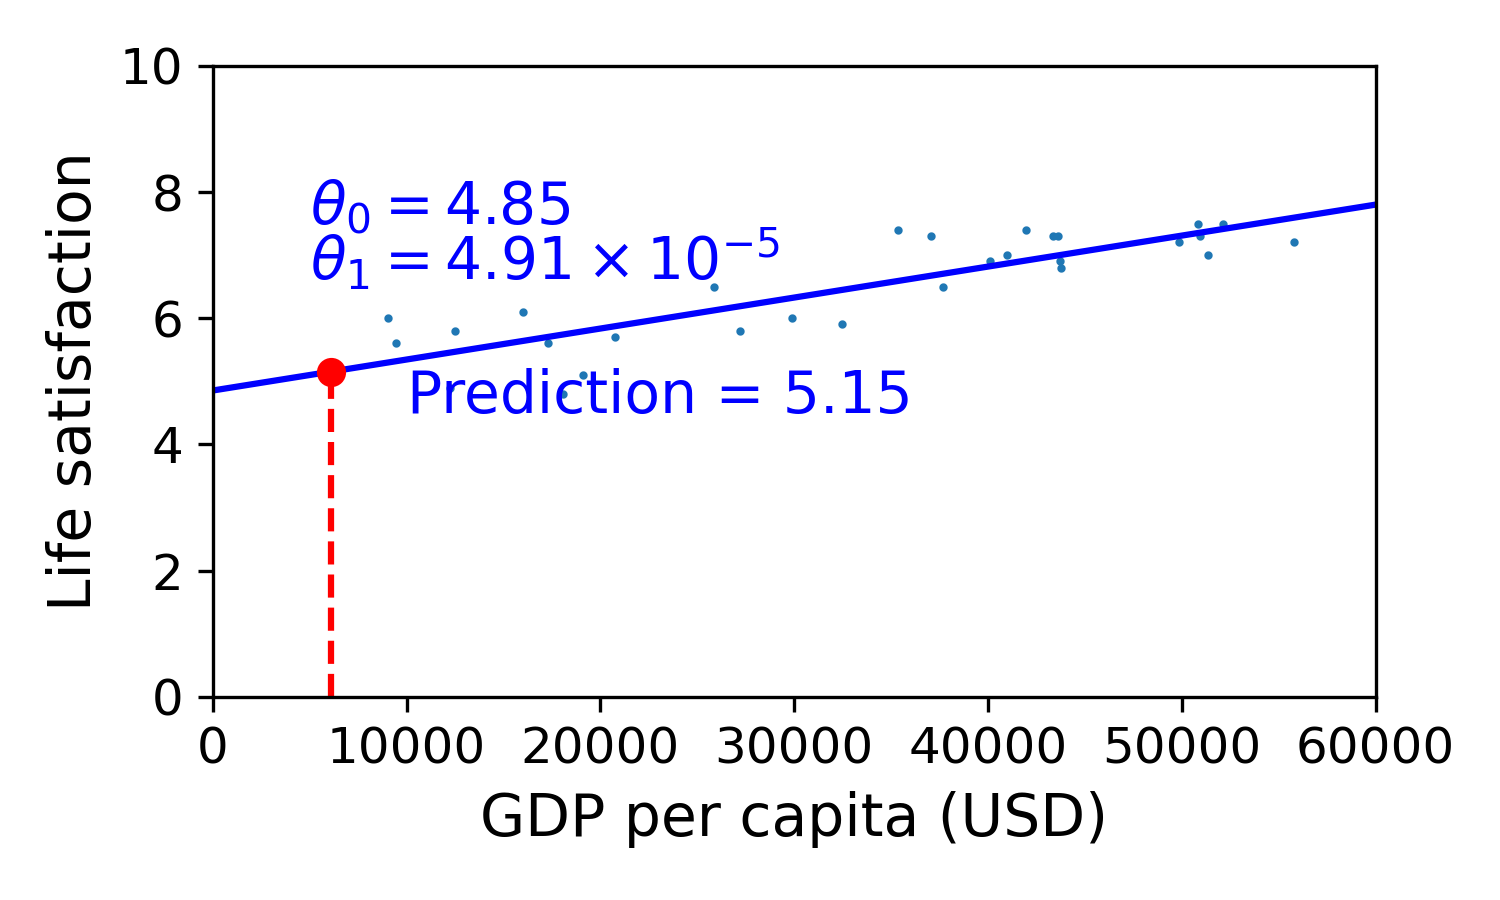 10
8
6
4
2
0
Life satisfaction
θ₀ = 4.85
θ₁ = 4.91 × 10⁻⁵
Prediction = 5.15
0 10000 20000 30000 40000 50000 60000
GDP per capita (USD)